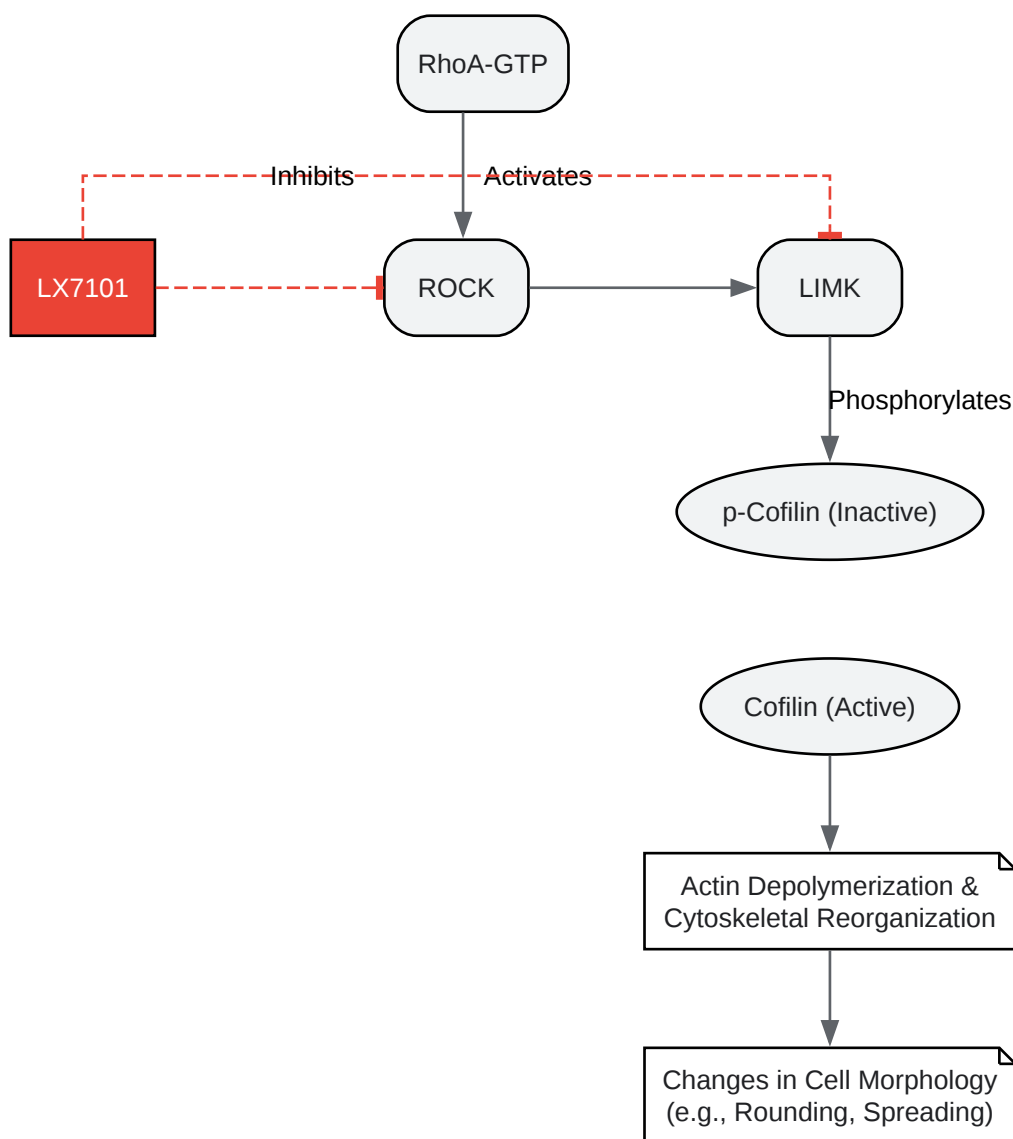 RhoA-GTP
Inhibits
Activates
LX7101
ROCK
LIMK
Phosphorylates
p-Cofilin (Inactive)
Cofilin (Active)
Actin Depolymerization &
Cytoskeletal Reorganization
Changes in Cell Morphology
(e.g., Rounding, Spreading)